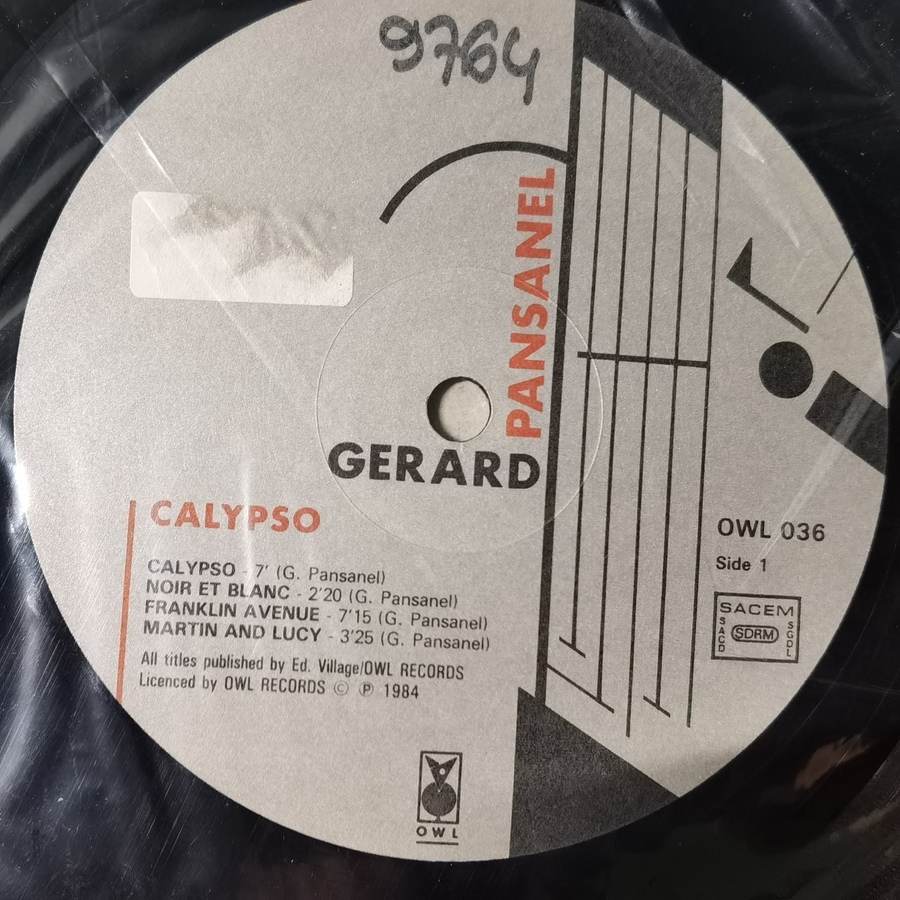 9764
PANSANEL
GERARD
CALYPSO
CALYPSO - 7' (G. Pansanel)
NOIR ET BLANC - 2'20 (G. Pansanel)
FRANKLIN AVENUE - 7'15 (G. Pansanel)
MARTIN AND LUCY - 3'25 (G. Pansanel)
All titles published by Ed. Village/OWL RECORDS
Licenced by OWL RECORDS © ℗ 1984
OWL 036
Side 1
SACEM
SACD
SDRM
SGDL
OWL